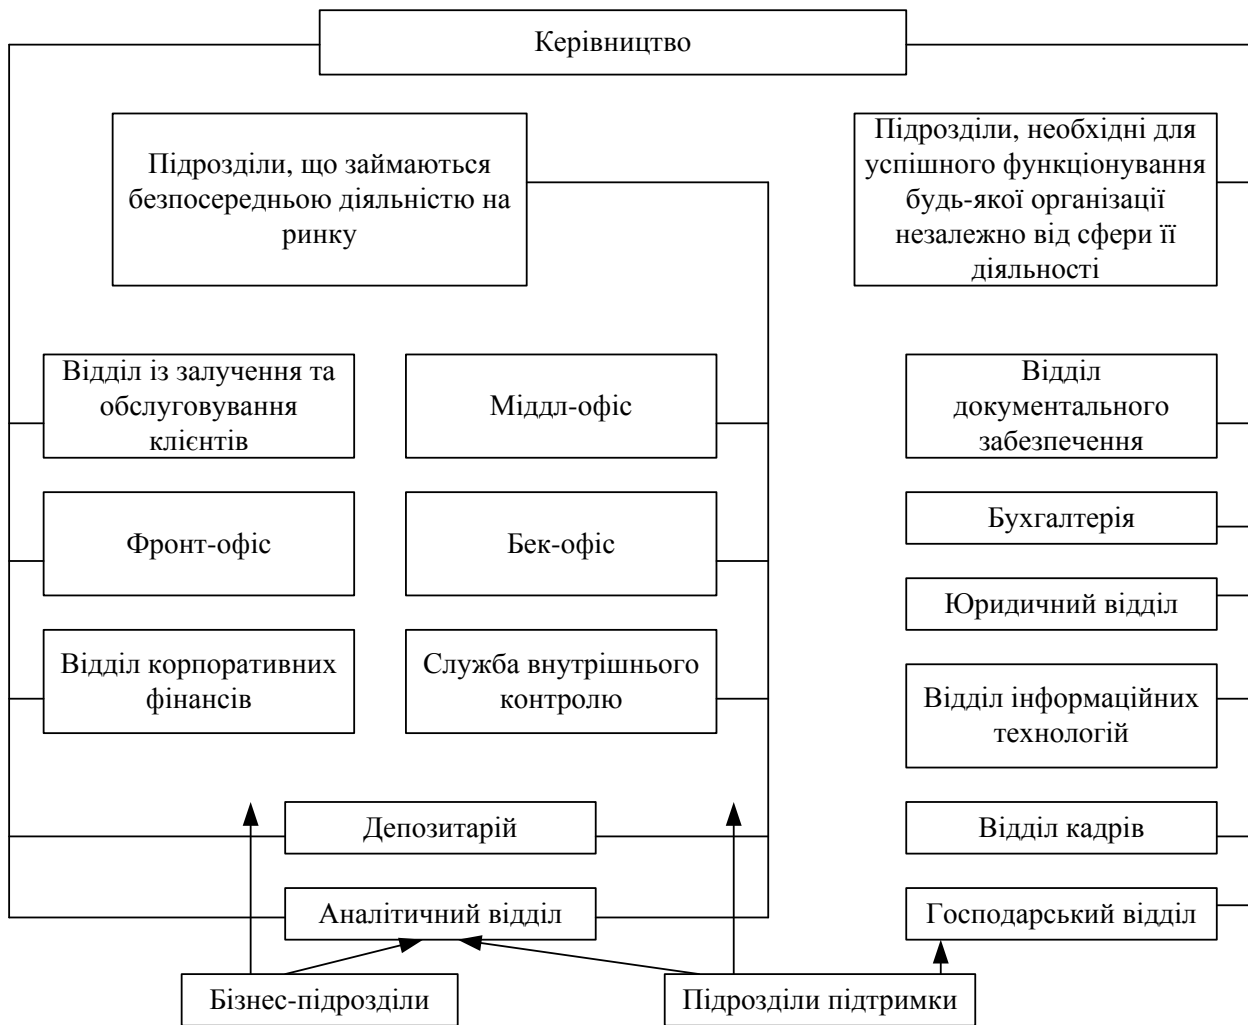 Керівництво
Підрозділи, що займаються
безпосередньою діяльністю на
ринку
Підрозділи, необхідні для
успішного функціонування
будь-якої організації
незалежно від сфери її
діяльності
Відділ із залучення та
обслуговування
клієнтів
Міддл-офіс
Відділ
документального
забезпечення
Фронт-офіс
Бек-офіс
Бухгалтерія
Юридичний відділ
Відділ корпоративних
фінансів
Служба внутрішнього
контролю
Відділ інформаційних
технологій
Депозитарій
Відділ кадрів
Аналітичний відділ
Господарський відділ
Бізнес-підрозділи
Підрозділи підтримки